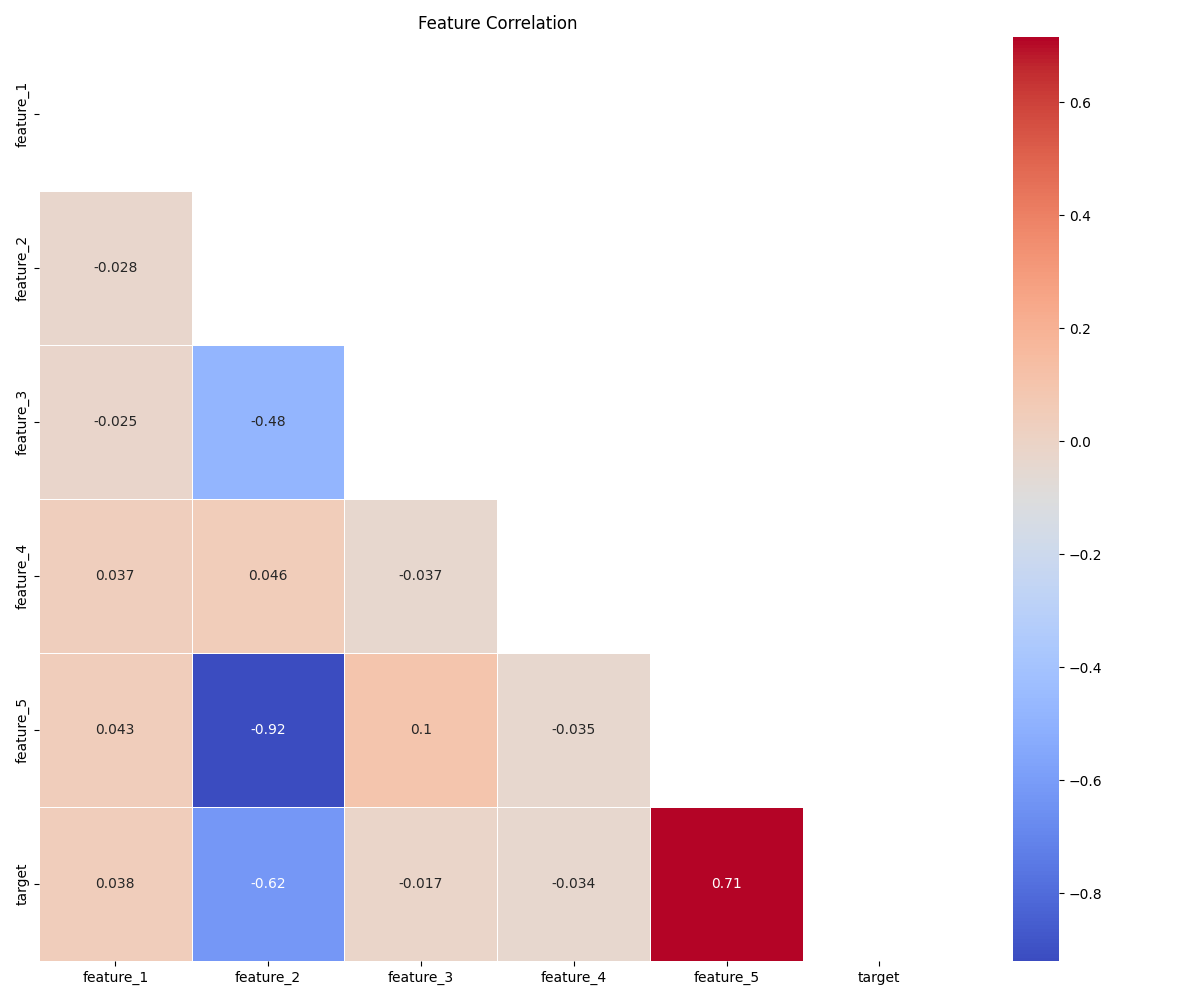 Feature Correlation
feature_1
feature_2
feature_3
feature_4
feature_5
target
-0.028
-0.025 -0.48
0.037 0.046 -0.037
0.043 -0.92 0.1 -0.035
0.038 -0.62 -0.017 -0.034 0.71
feature_1 feature_2 feature_3 feature_4 feature_5 target
0.6
0.4
0.2
0.0
−0.2
−0.4
−0.6
−0.8